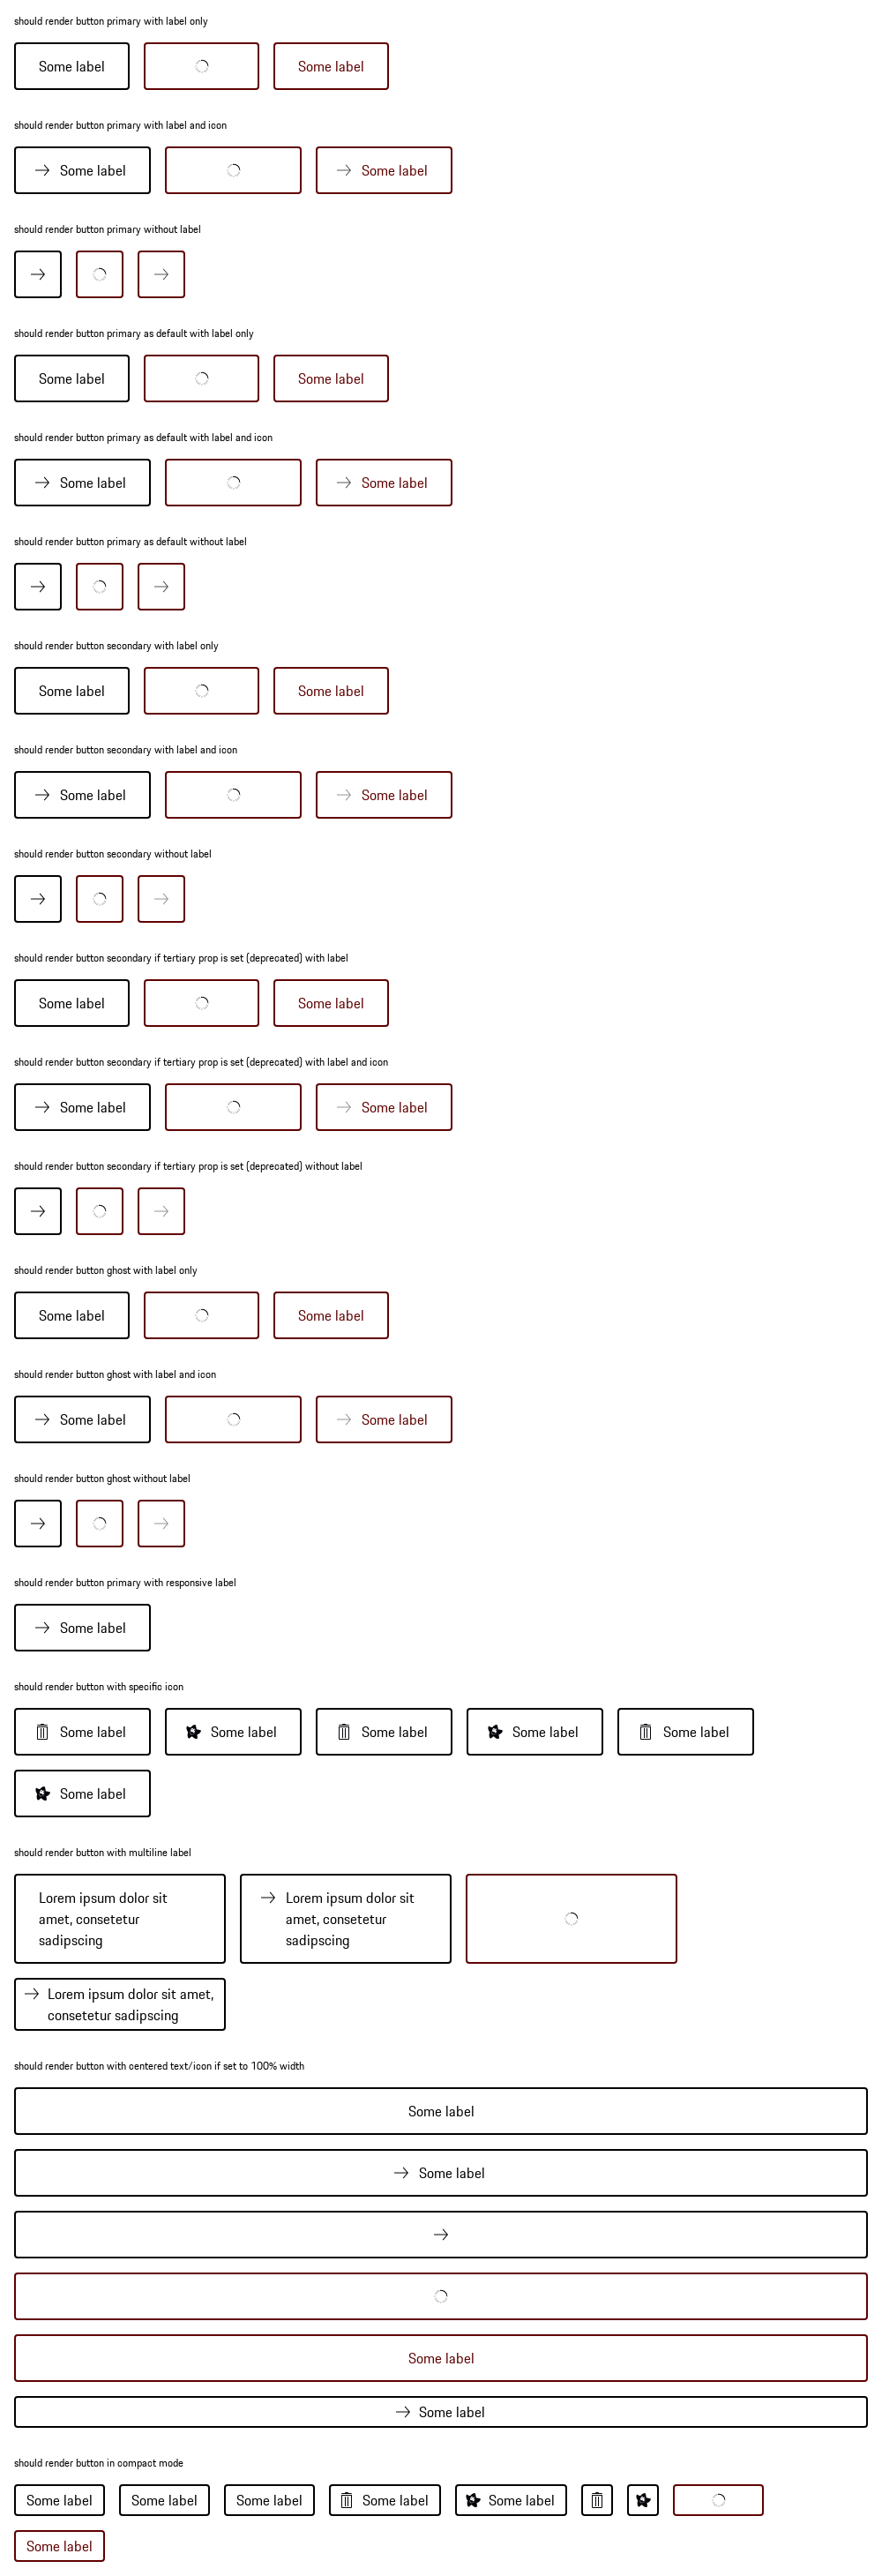 should render button primary with label only
Some label Some label
should render button primary with label and icon
Some label Some label
should render button primary without label
should render button primary as default with label only
Some label Some label
should render button primary as default with label and icon
Some label Some label
should render button primary as default without label
should render button secondary with label only
Some label Some label
should render button secondary with label and icon
Some label Some label
should render button secondary without label
should render button secondary if tertiary prop is set (deprecated) with label
Some label Some label
should render button secondary if tertiary prop is set (deprecated) with label and icon
Some label Some label
should render button secondary if tertiary prop is set (deprecated) without label
should render button ghost with label only
Some label Some label
should render button ghost with label and icon
Some label Some label
should render button ghost without label
should render button primary with responsive label
Some label
should render button with specific icon
Some label Some label Some label Some label Some label
Some label
should render button with multiline label
Lorem ipsum dolor sit
amet, consetetur
sadipscing
Lorem ipsum dolor sit
amet, consetetur
sadipscing
Lorem ipsum dolor sit amet,
consetetur sadipscing
should render button with centered text/icon if set to 100% width
Some label
Some label
Some label
Some label
should render button in compact mode
Some label Some label Some label Some label Some label
Some label